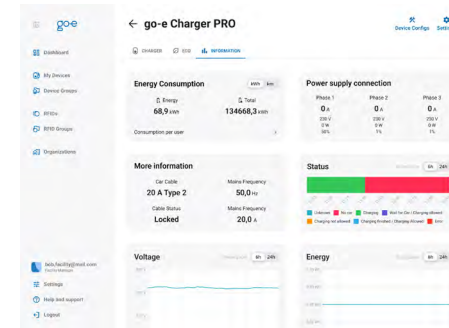 go-e
← go-e Charger PRO
Device Configs
CHARGER
ECO
INFORMATION
Dashboard
My Devices
Device Groups
RFIDs
RFID Groups
Organizations
Settings
Help and support
Logout
Energy Consumption
kWh km
Energy Total
68,9 kWh 134668,3 kWh
Consumption per user
Power supply connection
Phase 1 Phase 2 Phase 3
0 A 0 A 0 A
230 V 230 V 230 V
0 W 0 W 0 W
More information
Car Cable Mains Frequency
20 A Type 2 50,0 Hz
Cable Status Mains Frequency
Locked 20,0 A
Status
6h 24h
Unknown No car Charging Wait for Car / Charging allowed
Charging not allowed Charging finished / Charging Allowed Error
Voltage
6h 24h
Energy
6h 24h